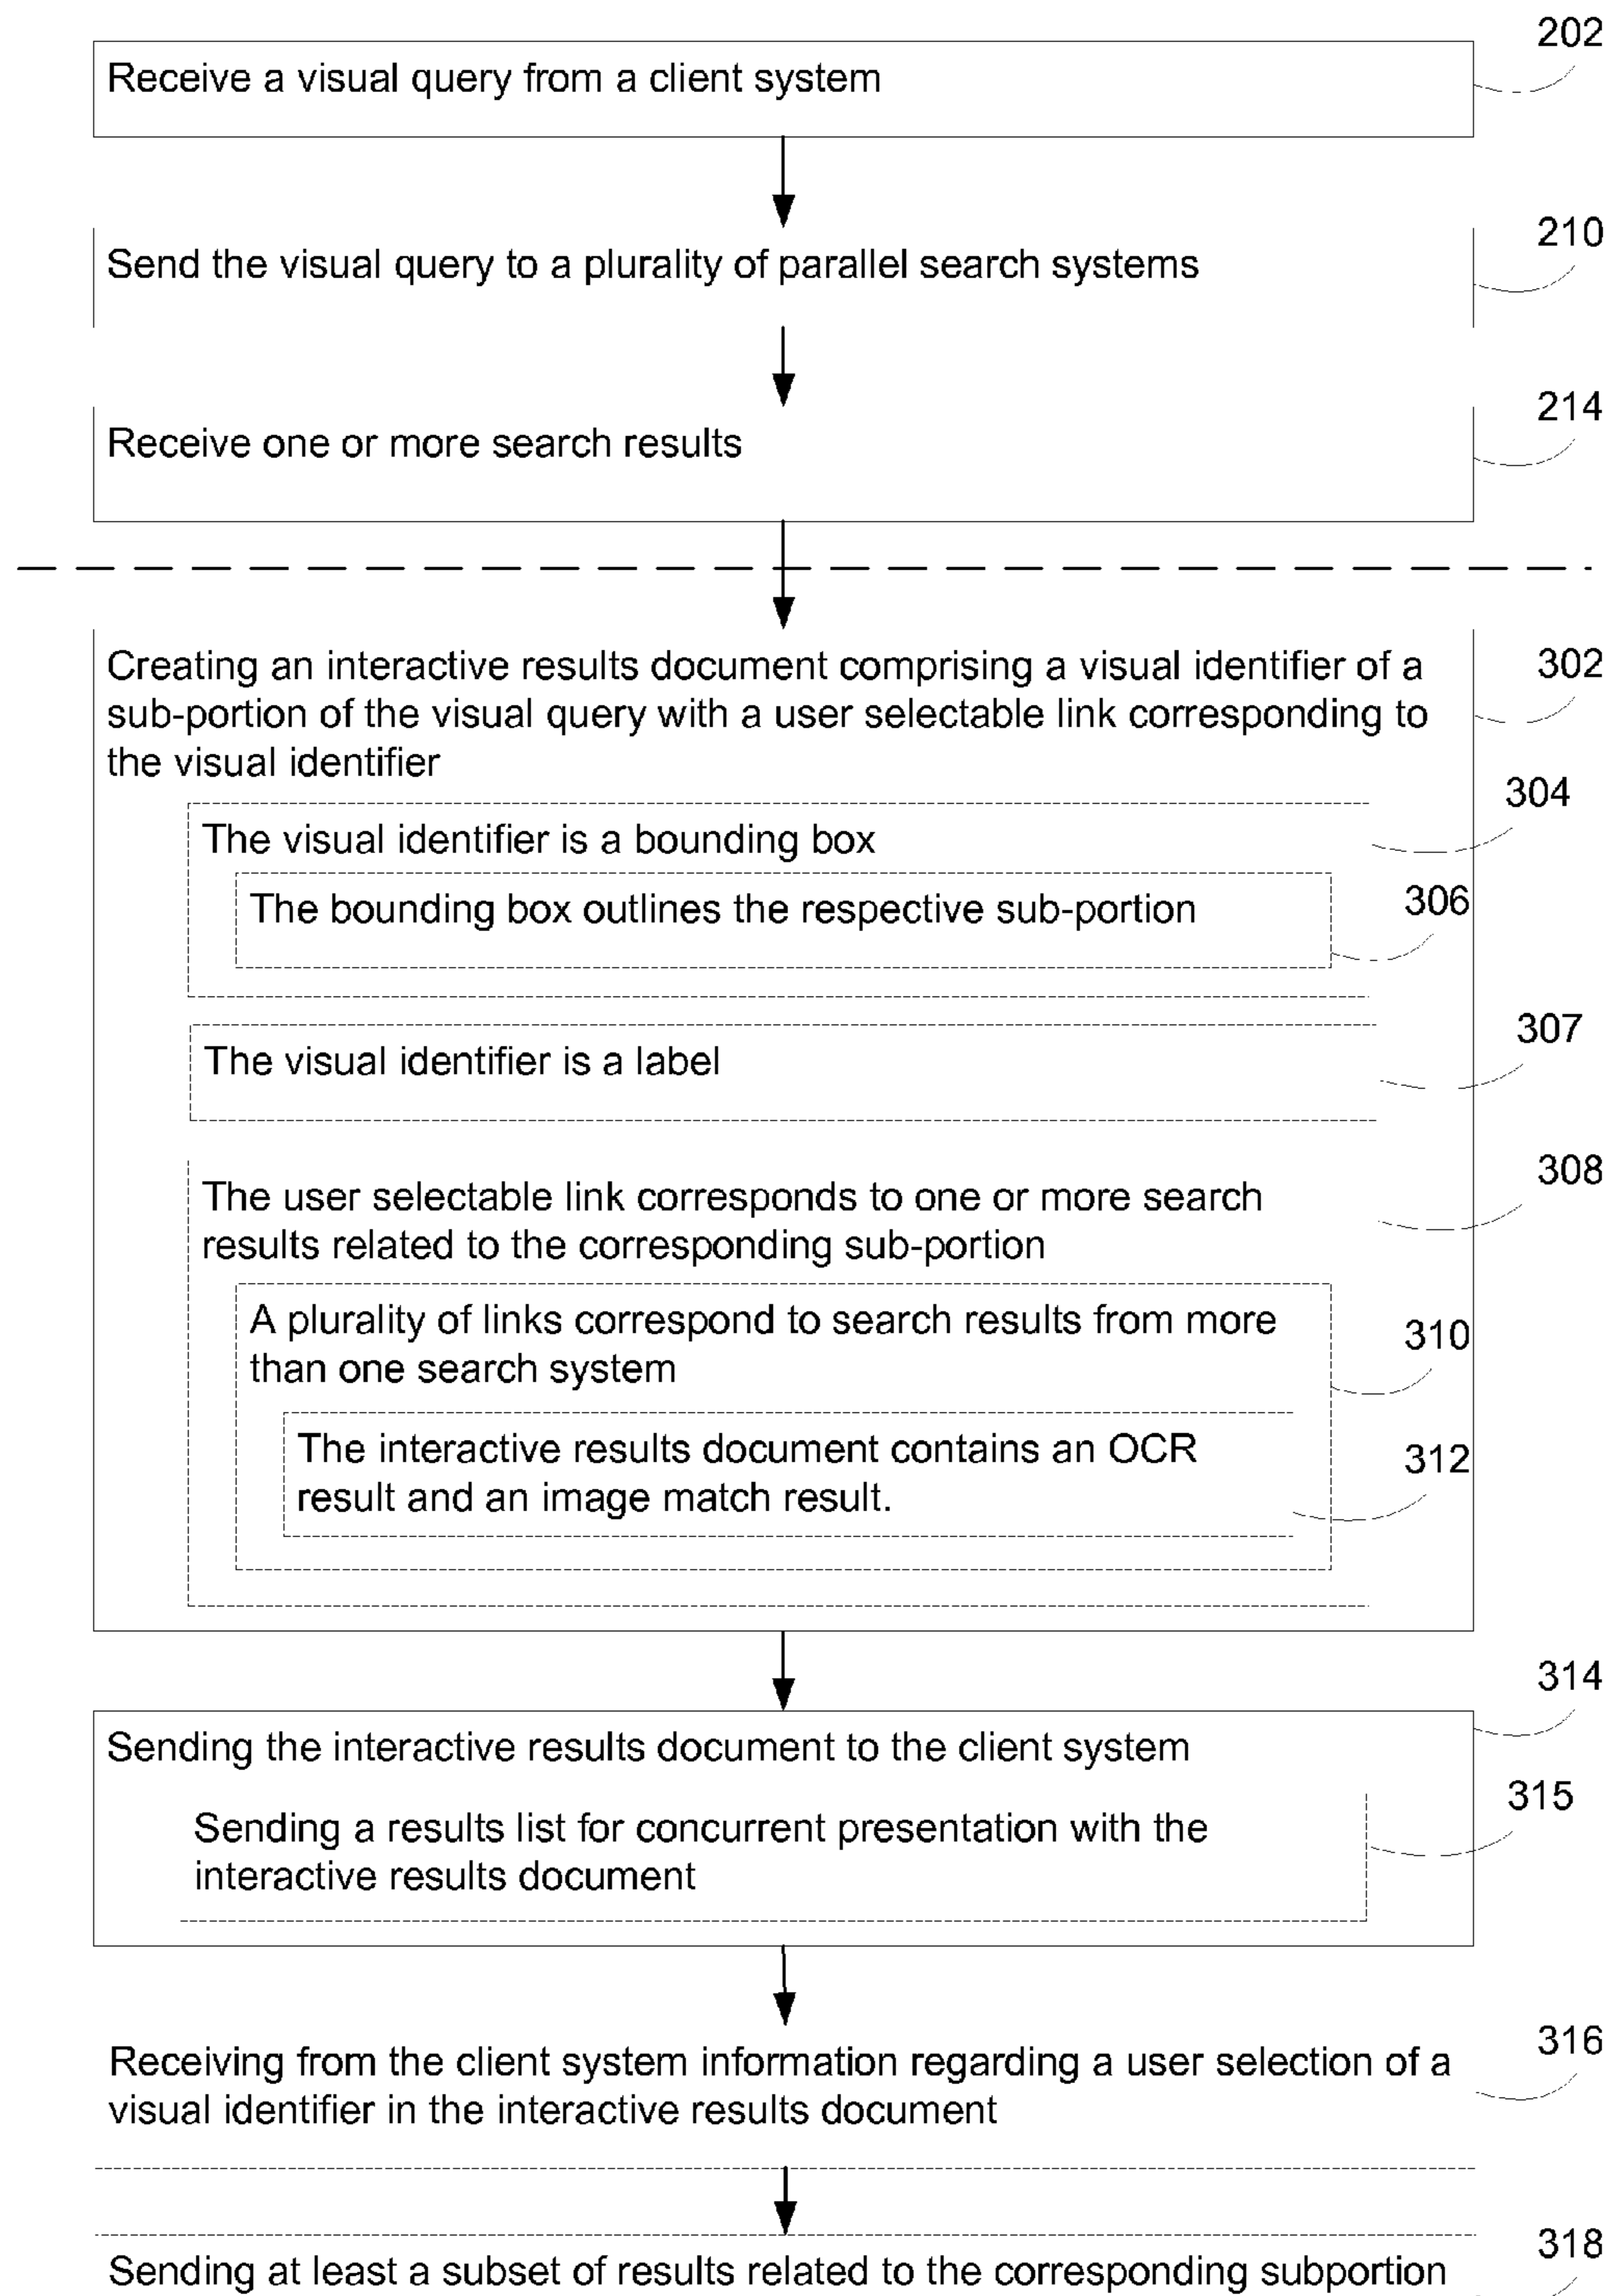 202
Receive a visual query from a client system
210
Send the visual query to a plurality of parallel search systems
214
Receive one or more search results
302
Creating an interactive results document comprising a visual identifier of a
sub-portion of the visual query with a user selectable link corresponding to
the visual identifier
304
The visual identifier is a bounding box
306
The bounding box outlines the respective sub-portion
307
The visual identifier is a label
308
The user selectable link corresponds to one or more search
results related to the corresponding sub-portion
310
A plurality of links correspond to search results from more
than one search system
312
The interactive results document contains an OCR
result and an image match result.
314
Sending the interactive results document to the client system
315
Sending a results list for concurrent presentation with the
interactive results document
316
Receiving from the client system information regarding a user selection of a
visual identifier in the interactive results document
318
Sending at least a subset of results related to the corresponding subportion